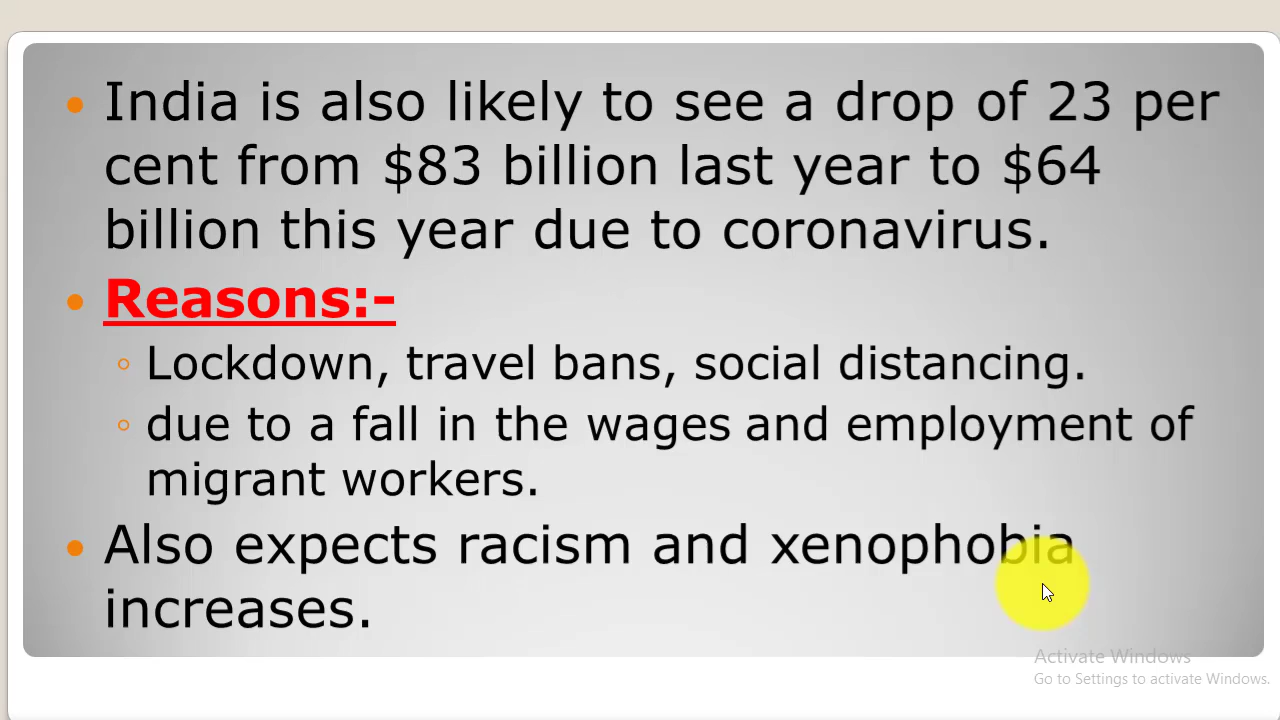 India is also likely to see a drop of 23 per
cent from $83 billion last year to $64
billion this year due to coronavirus.
Reasons:-
Lockdown, travel bans, social distancing.
due to a fall in the wages and employment of
migrant workers.
Also expects racism and xenophobia
increases.
Activate Windows
Go to Settings to activate Windows.